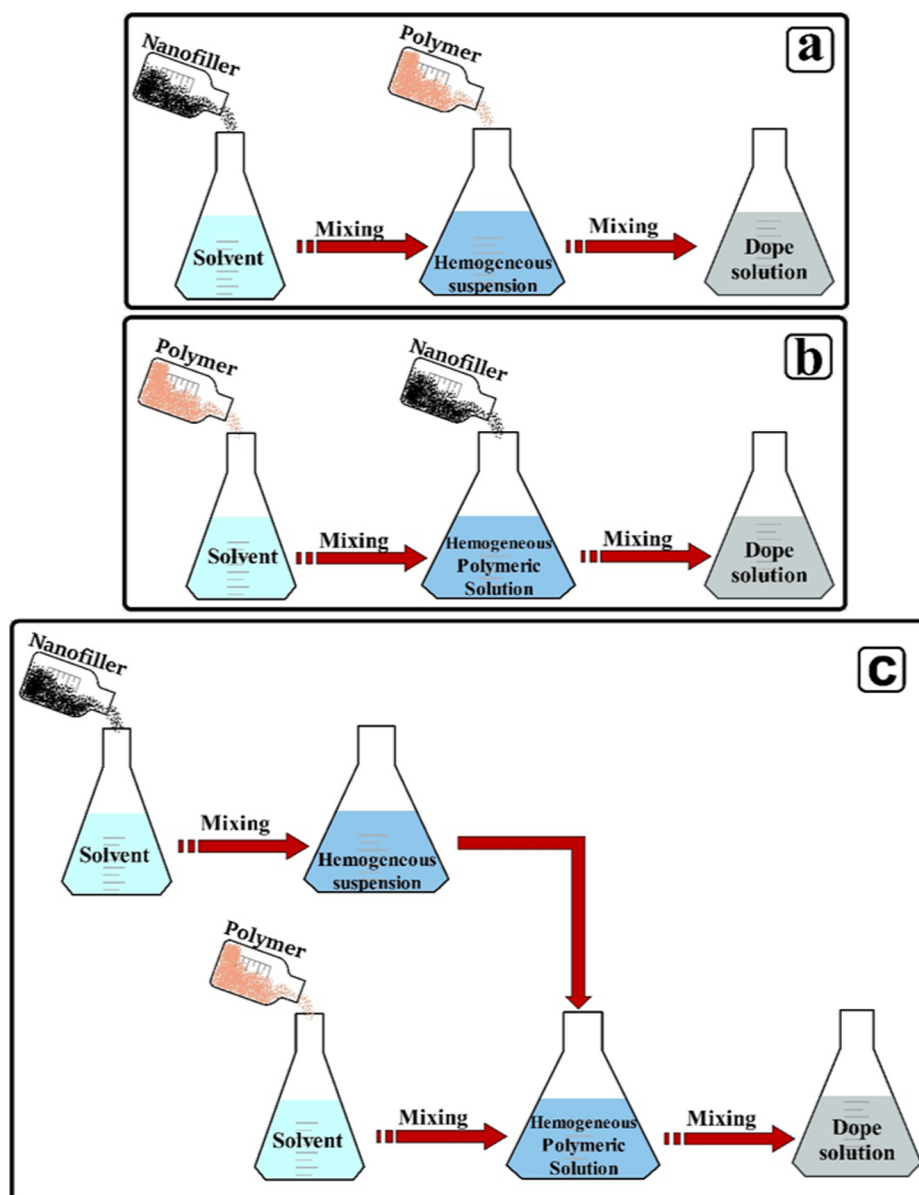 a
Nanofiller
Polymer
Solvent
Mixing
Hemogeneous
suspension
Mixing
Dope
solution
b
Polymer
Nanofiller
Solvent
Mixing
Hemogeneous
Polymeric
Solution
Mixing
Dope
solution
c
Nanofiller
Solvent
Mixing
Hemogeneous
suspension
Polymer
Solvent
Mixing
Hemogeneous
Polymeric
Solution
Mixing
Dope
solution